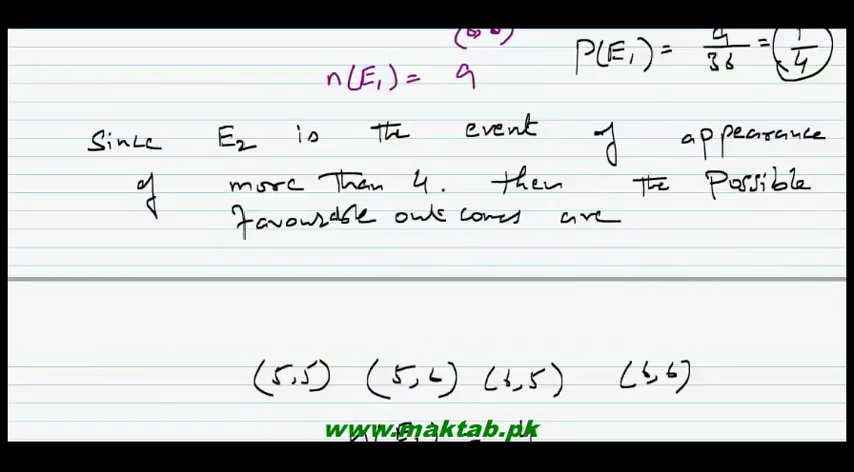 n(E₁) = 9
P(E₁) = 9/36 = 1/4
Since E₂ is the event of appearance
of more than 4. then the Possible
favourable outcomes are
(5,5) (5,6) (6,5) (6,6)
www.maktab.pk